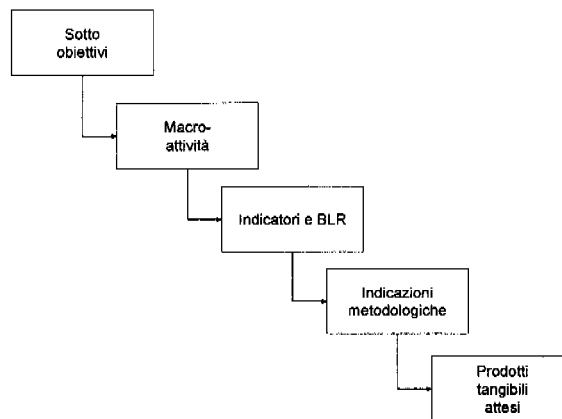 Sotto
obiettivi
Macro-
attività
Indicatori e BLR
Indicazioni
metodologiche
Prodotti
tangibili
attesi